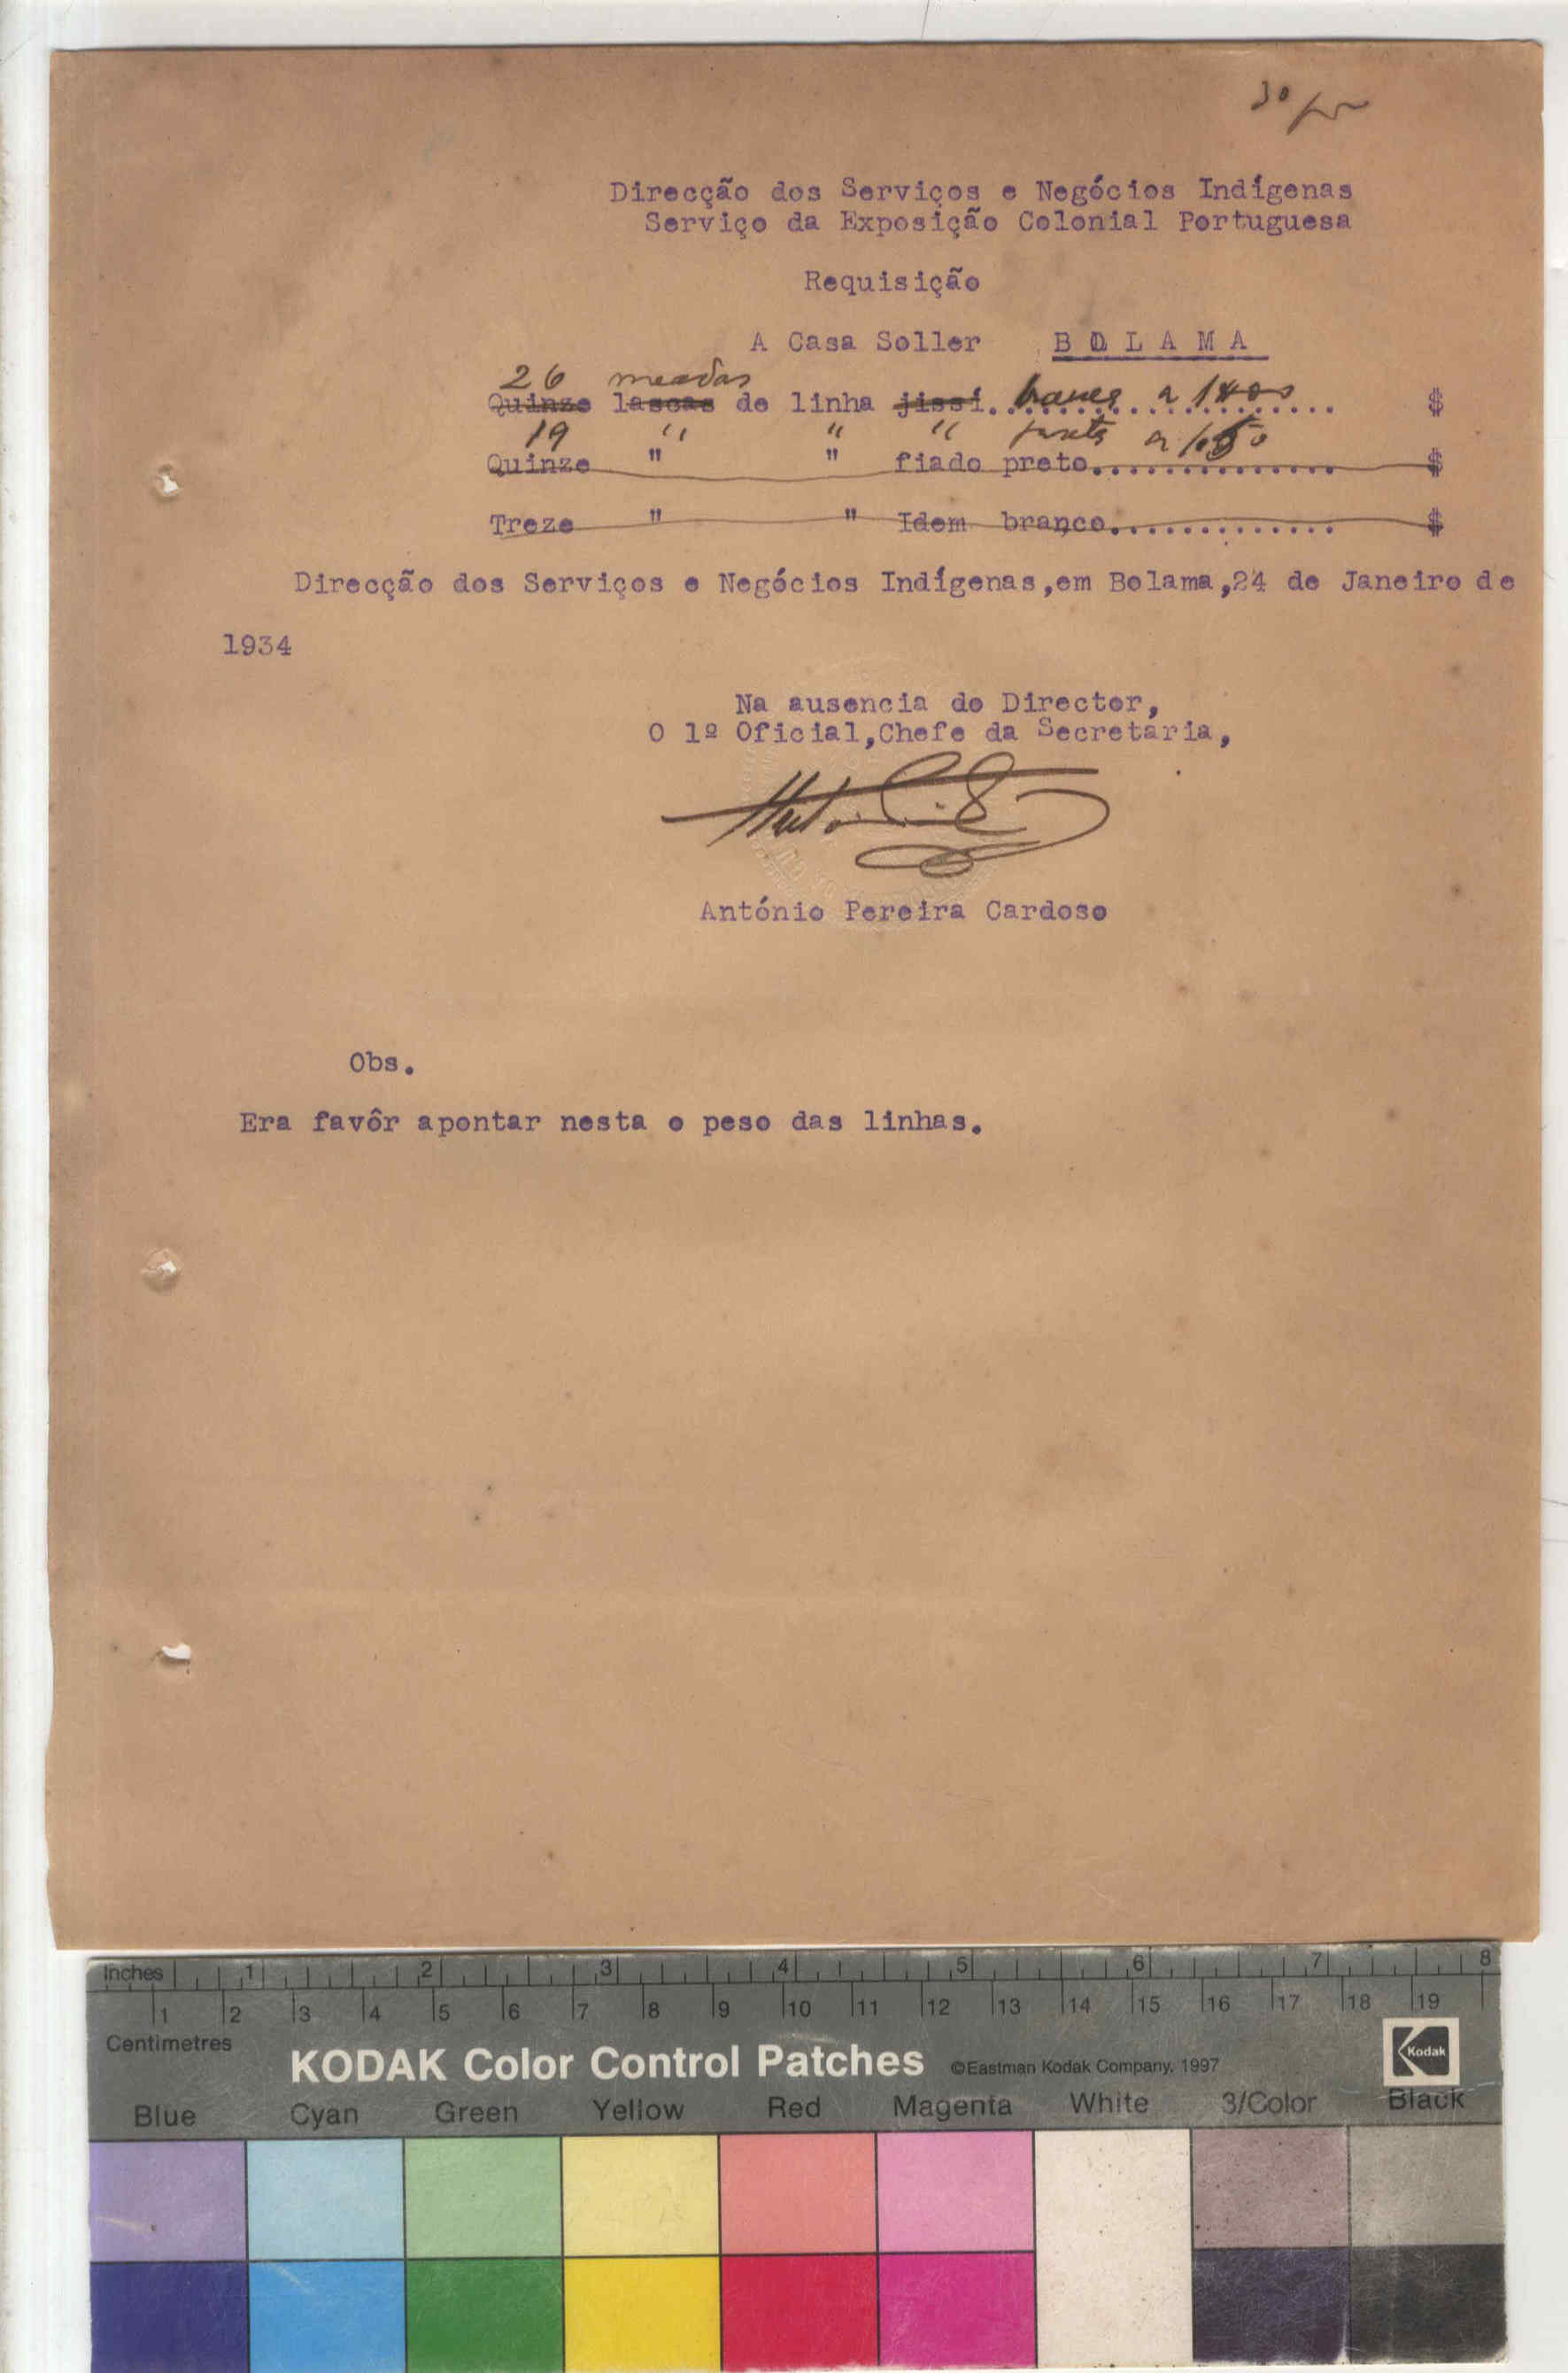 30
Direcção dos Serviços e Negócios Indígenas
Serviço da Exposição Colonial Portuguesa
Requisição
A Casa Soller BOLAMA
26 meadas
Quinze lascas de linha jissi. branca a 1400 $
19 " " " preta a 1650
Quinze " " fiado preto............... $
Treze " " Idem branco.............. $
Direcção dos Serviços e Negócios Indígenas,em Bolama,24 de Janeiro de
1934
Na ausencia do Director,
O 1º Oficial,Chefe da Secretaria,
António Pereira Cardoso
Obs.
Era favôr apontar nesta o peso das linhas.
Inches 1 2 3 4 5 6 7 8
1 2 3 4 5 6 7 8 9 10 11 12 13 14 15 16 17 18 19
Centimetres
KODAK Color Control Patches ©Eastman Kodak Company, 1997 Kodak
Blue Cyan Green Yellow Red Magenta White 3/Color Black